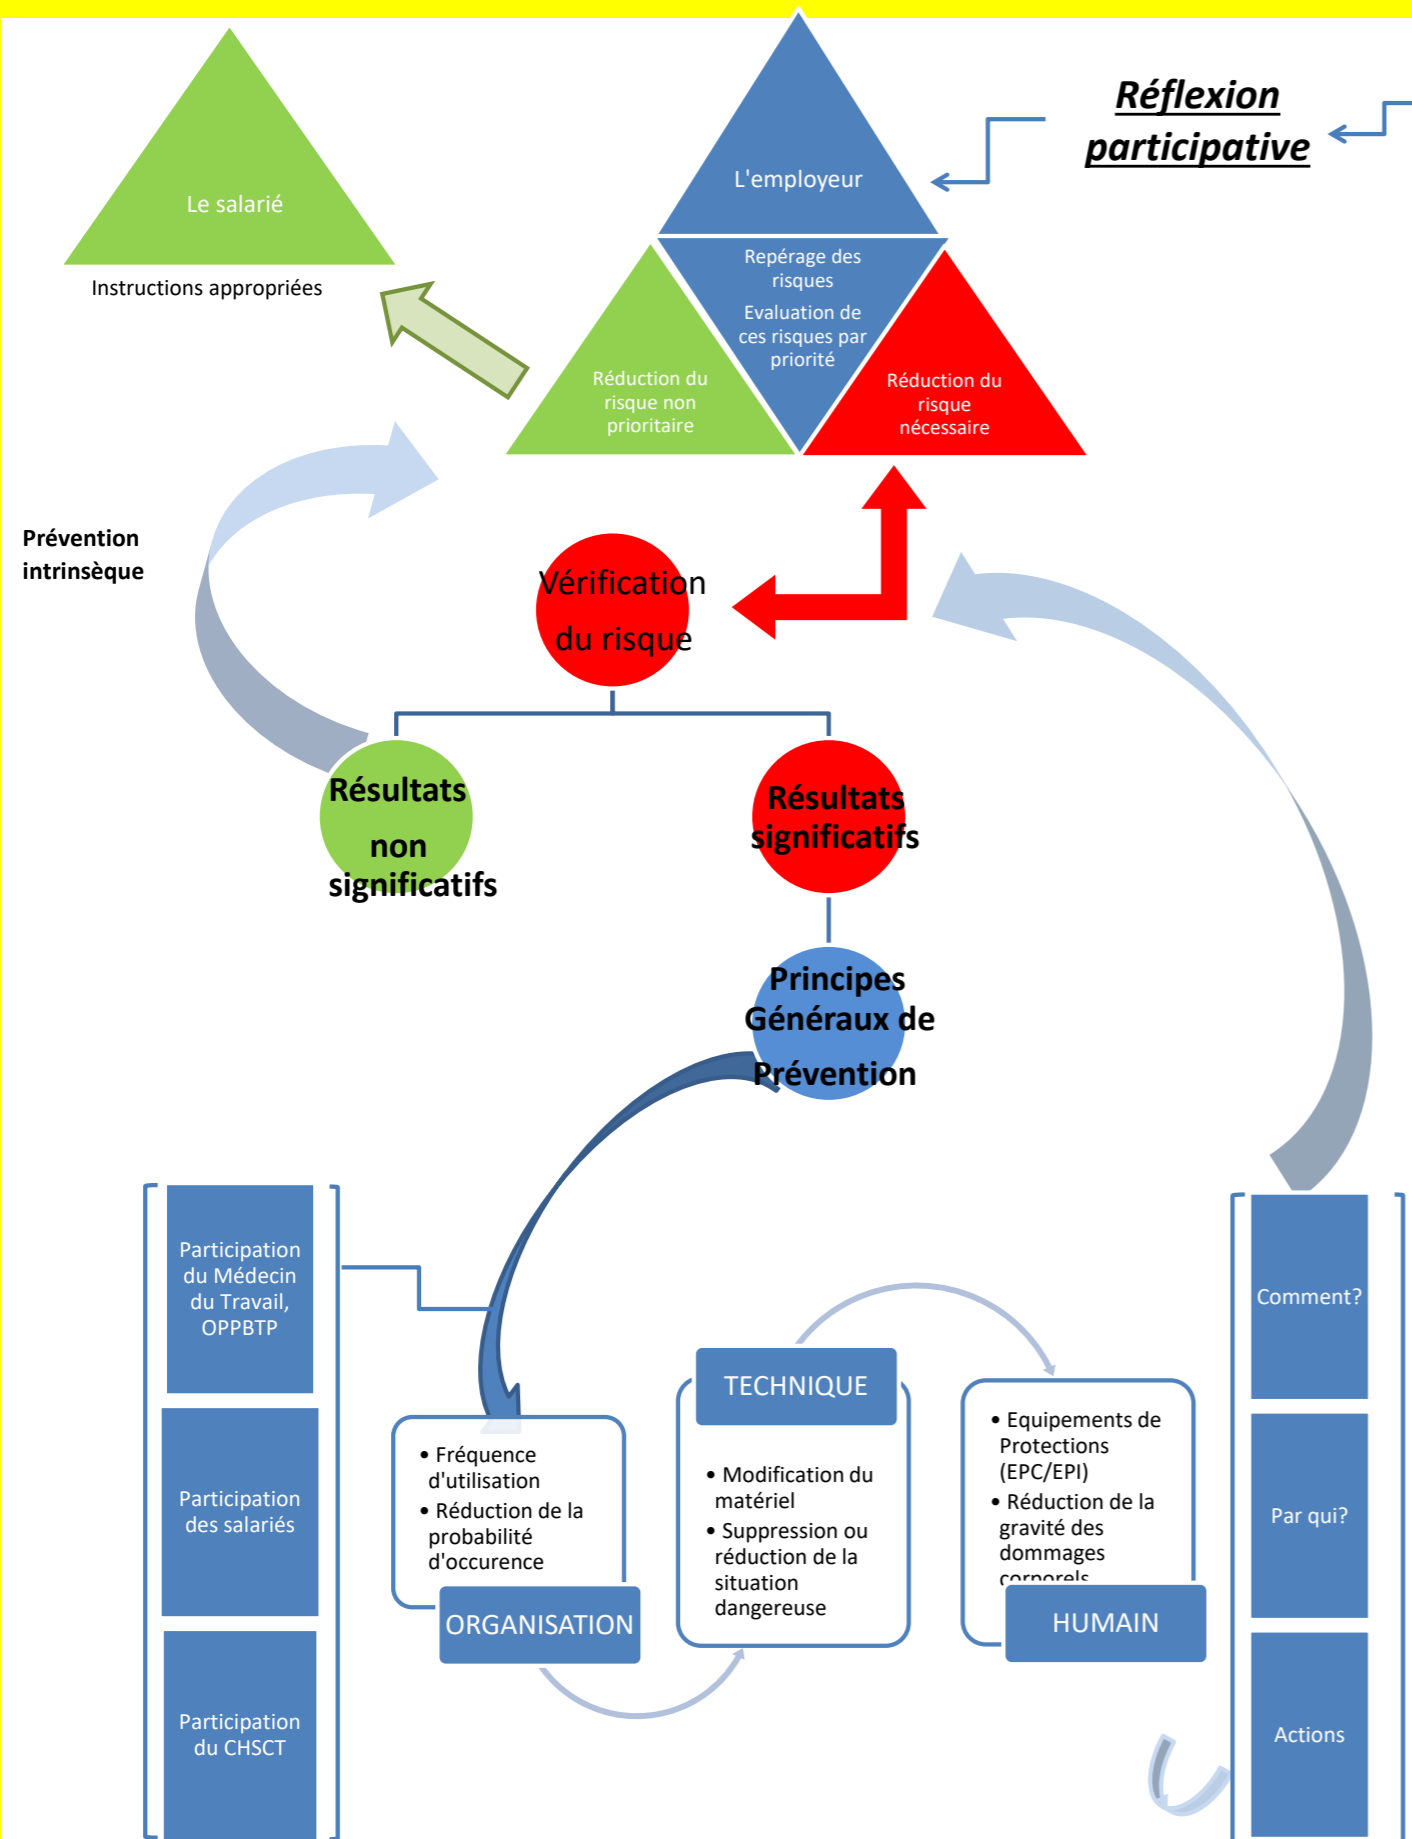 Réflexion
participative
L'employeur
Le salarié
Instructions appropriées
Repérage des
risques
Evaluation de
ces risques par
priorité
Réduction du
risque non
prioritaire
Réduction du
risque
nécessaire
Prévention
intrinsèque
Vérification
du risque
Résultats
non
significatifs
Résultats
significatifs
Principes
Généraux de
Prévention
Participation
du Médecin
du Travail,
OPPBTP
Participation
des salariés
Participation
du CHSCT
• Fréquence
d'utilisation
• Réduction de la
probabilité
d'occurence
ORGANISATION
TECHNIQUE
• Modification du
matériel
• Suppression ou
réduction de la
situation
dangereuse
• Equipements de
Protections
(EPC/EPI)
• Réduction de la
gravité des
dommages
corporels
HUMAIN
Comment?
Par qui?
Actions